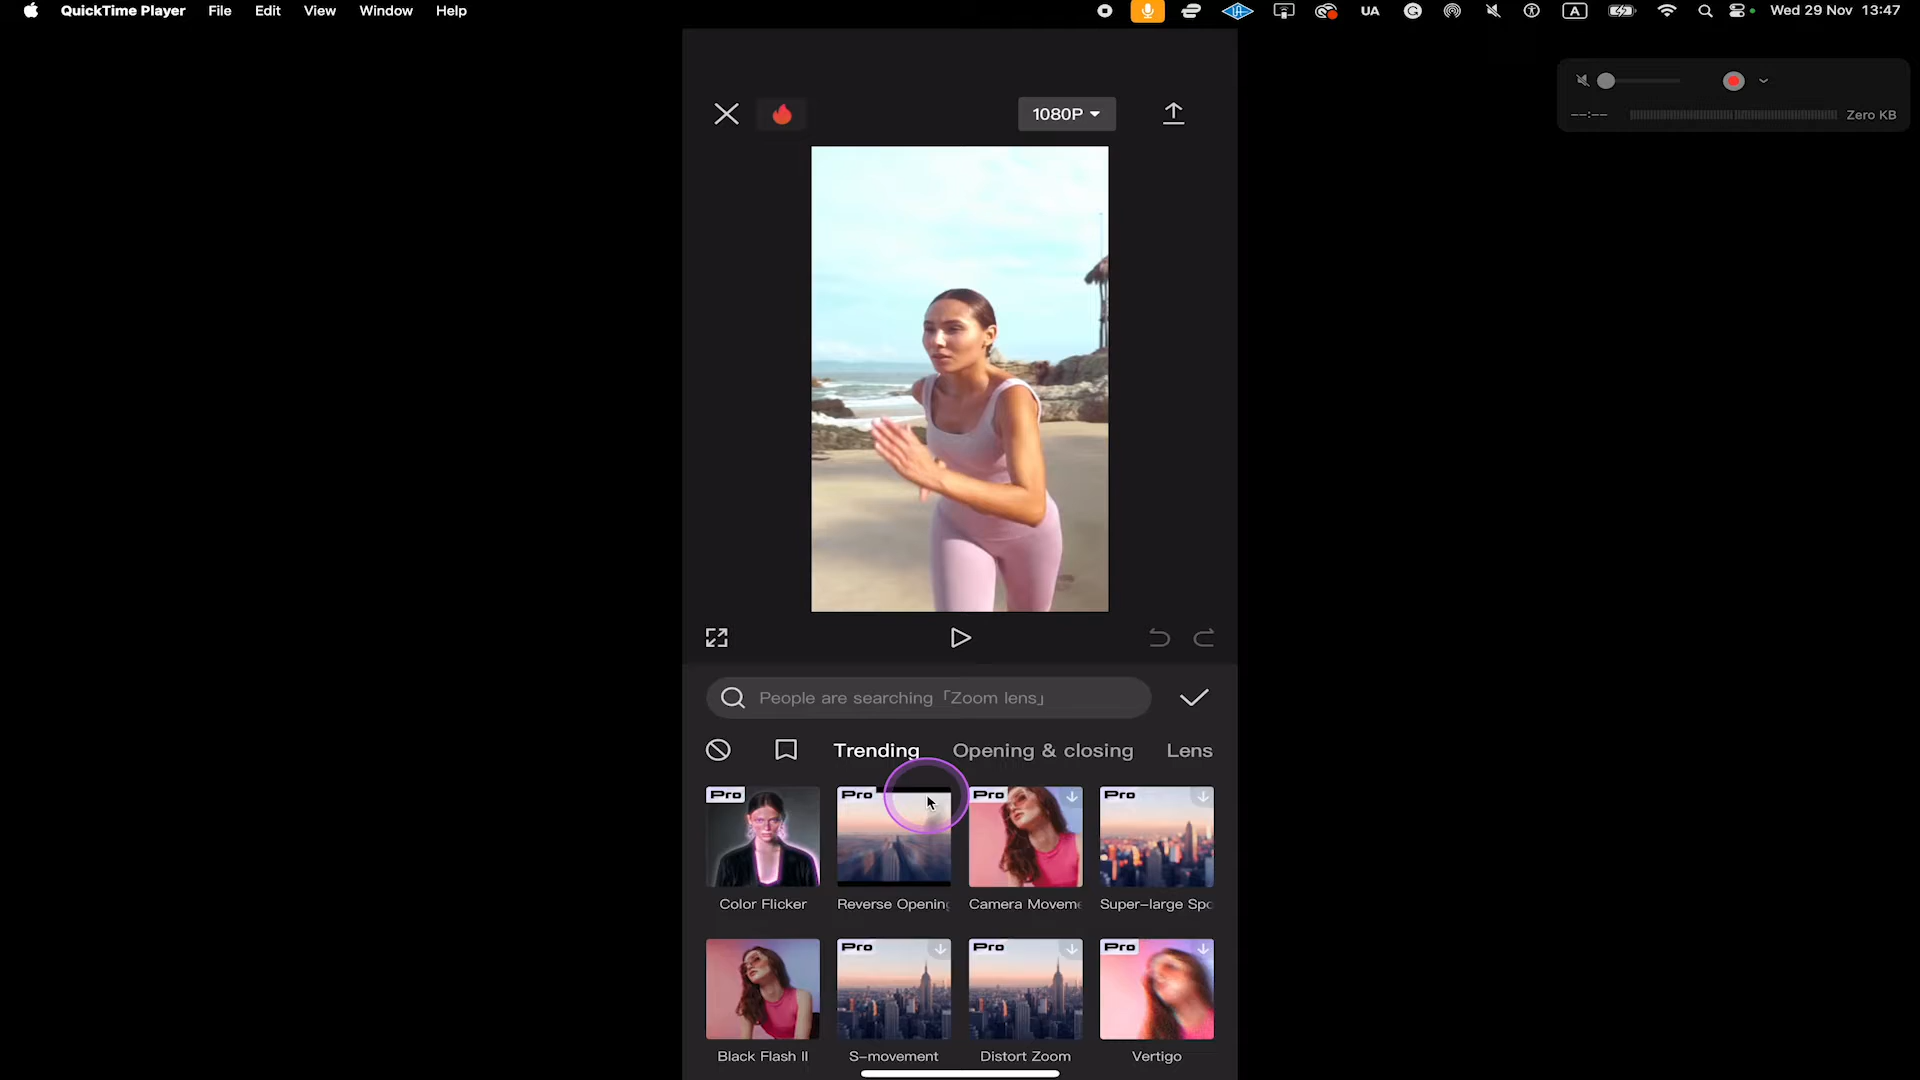 QuickTime Player File Edit View Window Help UA A Wed 29 Nov 13:47
--:-- Zero KB
1080P
People are searching「Zoom lens」
Trending Opening & closing Lens
Pro Pro Pro Pro
Color Flicker Reverse Opening Camera Moveme Super-large Spo
Pro Pro Pro
Black Flash II S-movement Distort Zoom Vertigo